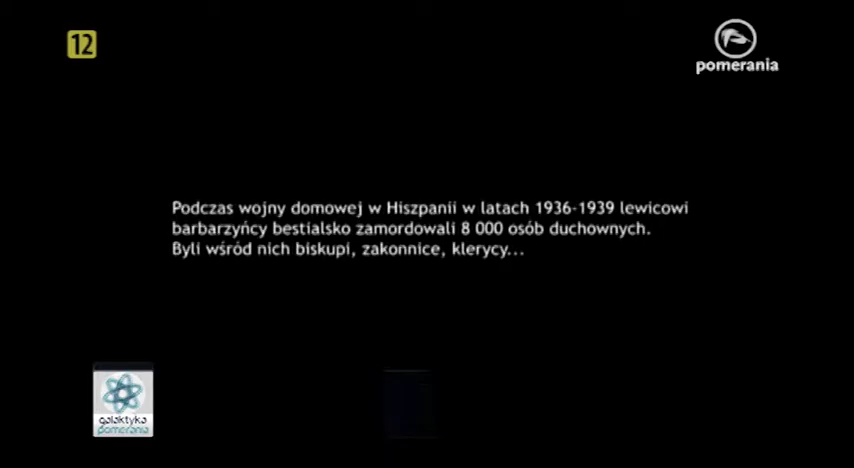 12
pomerania
Podczas wojny domowej w Hiszpanii w latach 1936-1939 lewicowi
barbarzyńcy bestialsko zamordowali 8 000 osób duchownych.
Byli wśród nich biskupi, zakonnice, klerycy...
galaktyka
pomerania